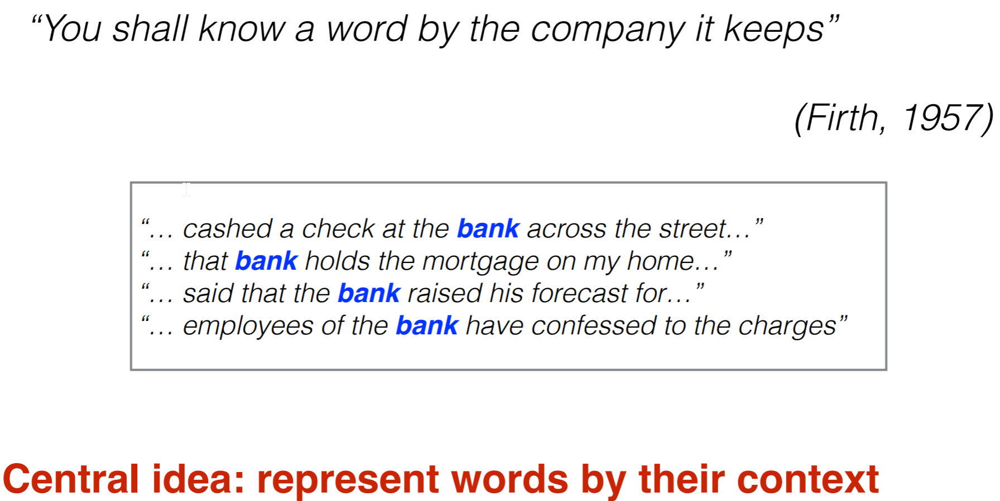 “You shall know a word by the company it keeps”
(Firth, 1957)
“… cashed a check at the bank across the street…”
“… that bank holds the mortgage on my home…”
“… said that the bank raised his forecast for…”
“… employees of the bank have confessed to the charges”
Central idea: represent words by their context